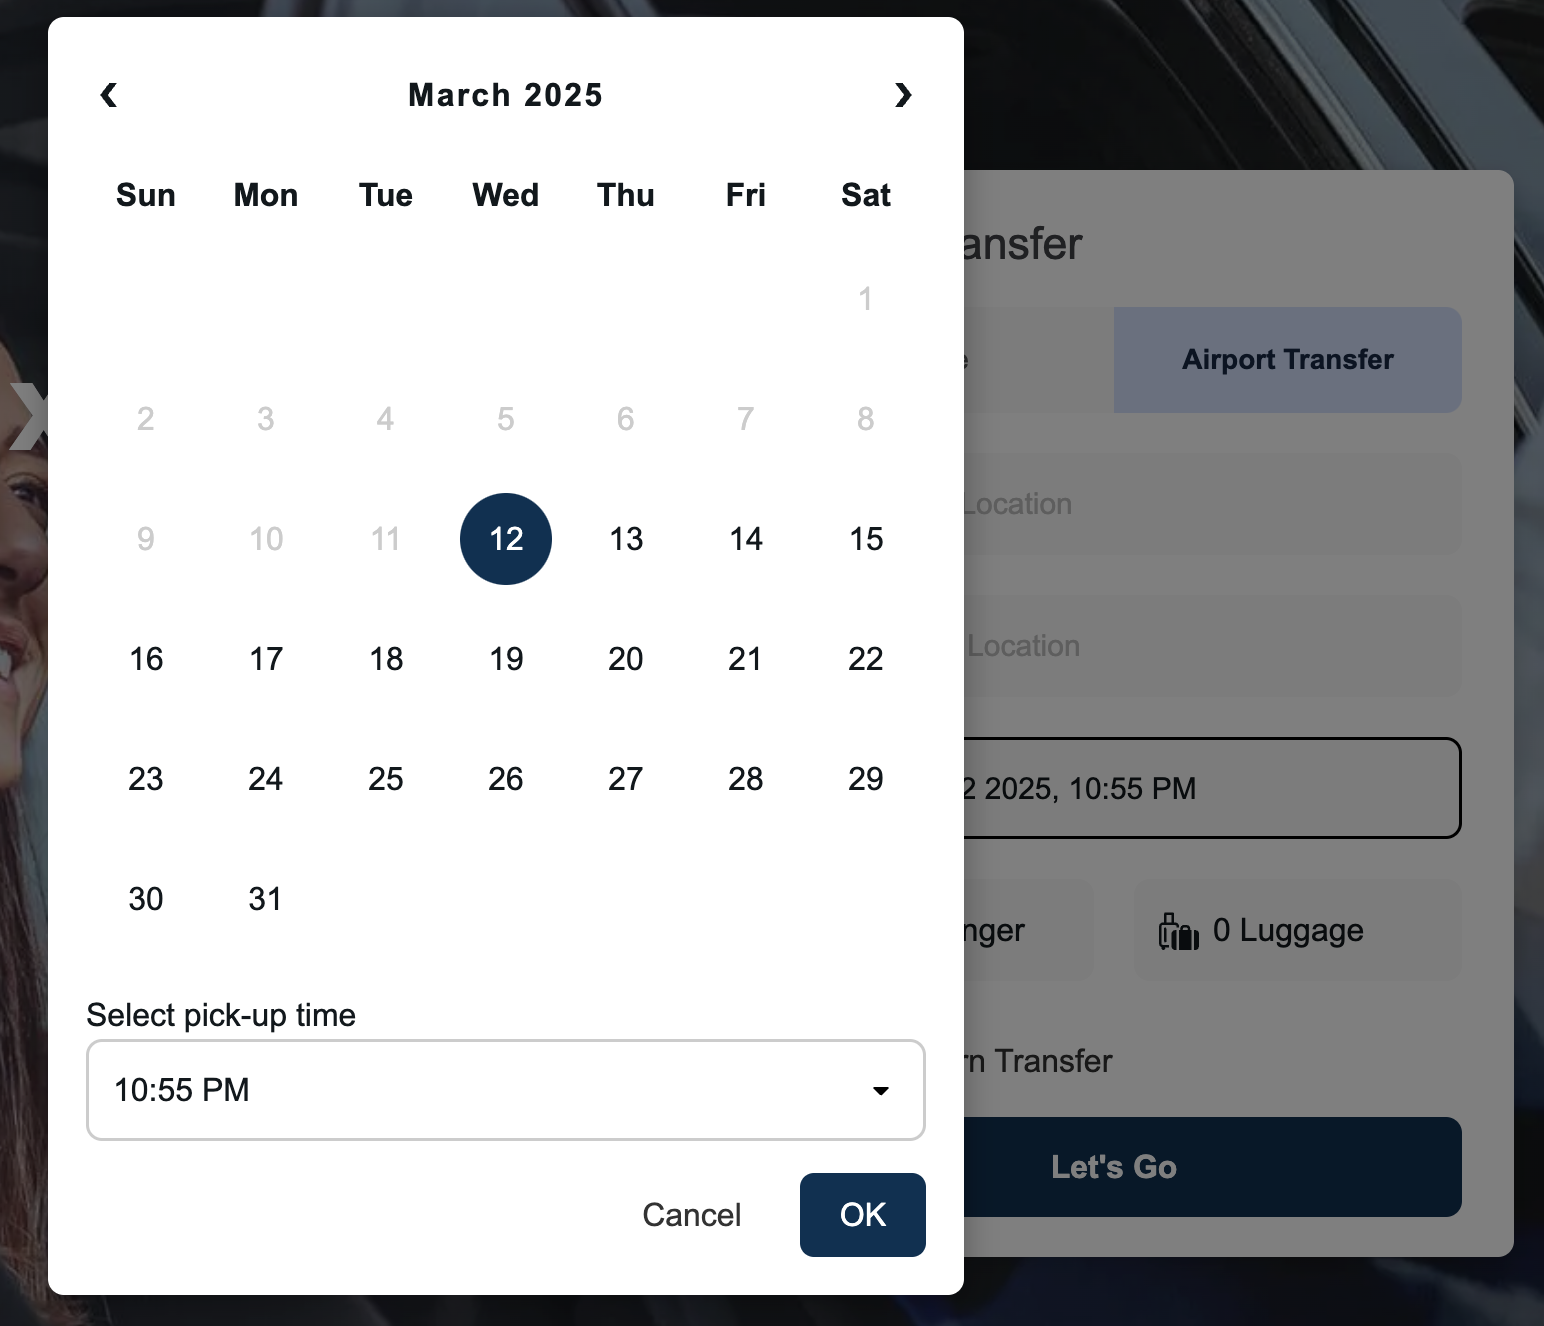 ❮ March 2025 ❯
Sun Mon Tue Wed Thu Fri Sat
1
2 3 4 5 6 7 8
9 10 11 12 13 14 15
16 17 18 19 20 21 22
23 24 25 26 27 28 29
30 31
Select pick-up time
10:55 PM
Cancel OK
ansfer
Airport Transfer
Location
Location
2 2025, 10:55 PM
nger 0 Luggage
rn Transfer
Let's Go